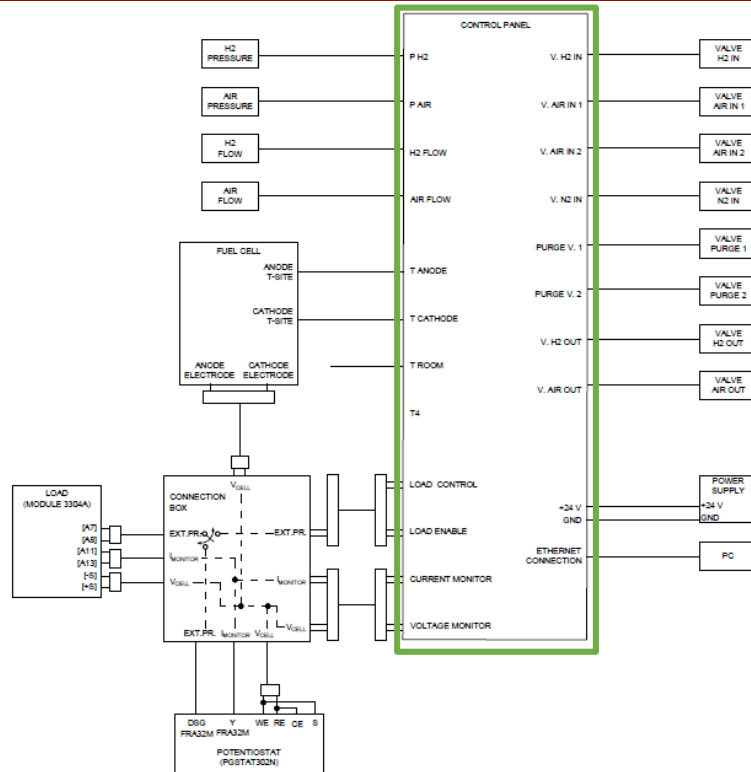 CONTROL PANEL
H2
PRESSURE
P H2
V. H2 IN
VALVE
H2 IN
AIR
PRESSURE
P AIR
V. AIR IN 1
VALVE
AIR IN 1
H2
FLOW
H2 FLOW
V. AIR IN 2
VALVE
AIR IN 2
AIR
FLOW
AIR FLOW
V. N2 IN
VALVE
N2 IN
FUEL CELL
ANODE
T-SITE
T ANODE
PURGE V. 1
VALVE
PURGE 1
CATHODE
T-SITE
T CATHODE
PURGE V. 2
VALVE
PURGE 2
ANODE
ELECTRODE
CATHODE
ELECTRODE
T ROOM
V. H2 OUT
VALVE
H2 OUT
T4
V. AIR OUT
VALVE
AIR OUT
LOAD
(MODULE 3304A)
[A7]
[A8]
[A11]
[A13]
[-S]
[+S]
CONNECTION
BOX
VCELL
EXT.PR.
EXT.PR.
IMONITOR
IMONITOR
VCELL
VCELL
EXT.PR.
IMONITOR
VCELL
LOAD CONTROL
LOAD ENABLE
CURRENT MONITOR
VOLTAGE MONITOR
+24 V
GND
ETHERNET
CONNECTION
POWER
SUPPLY
+24 V
GND
PC
DSG
FRA32M
Y
FRA32M
WE RE CE S
POTENTIOSTAT
(PGSTAT302N)